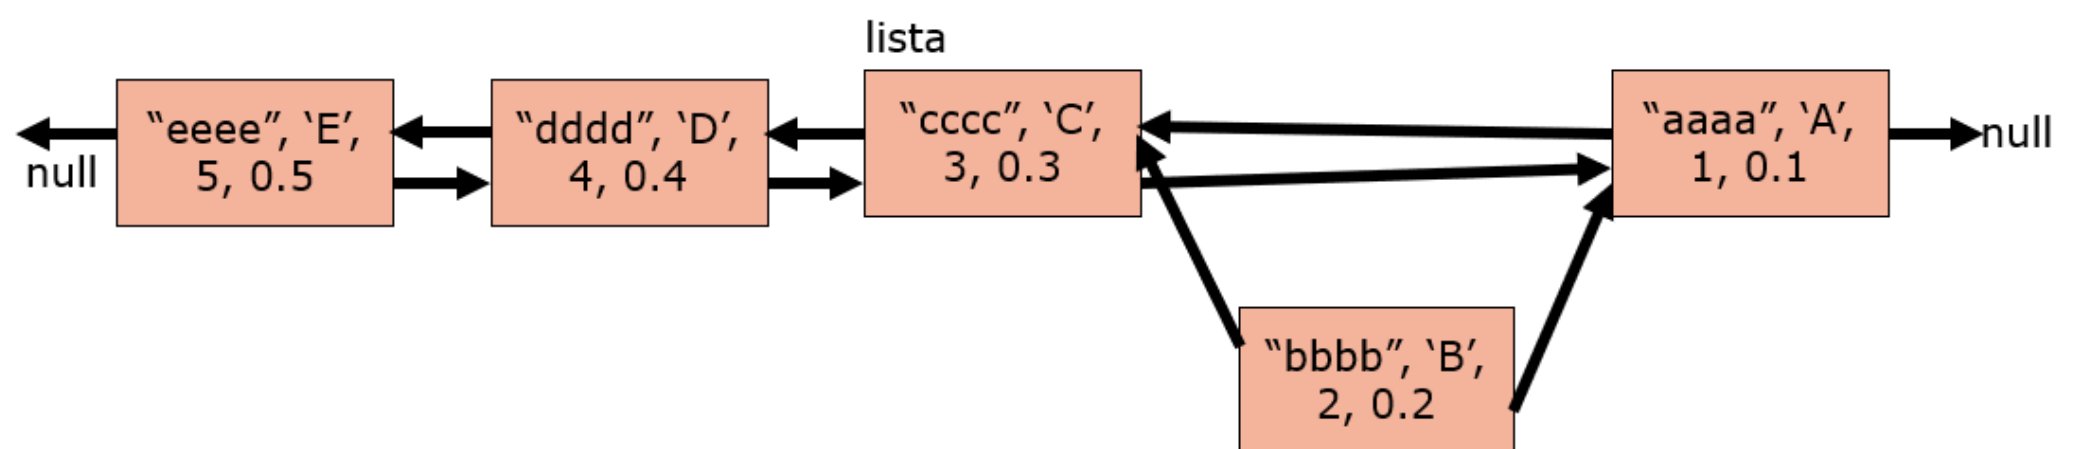 lista
null
“eeee”, ‘E’,
5, 0.5
“dddd”, ‘D’,
4, 0.4
“cccc”, ‘C’,
3, 0.3
“aaaa”, ‘A’,
1, 0.1
null
“bbbb”, ‘B’,
2, 0.2